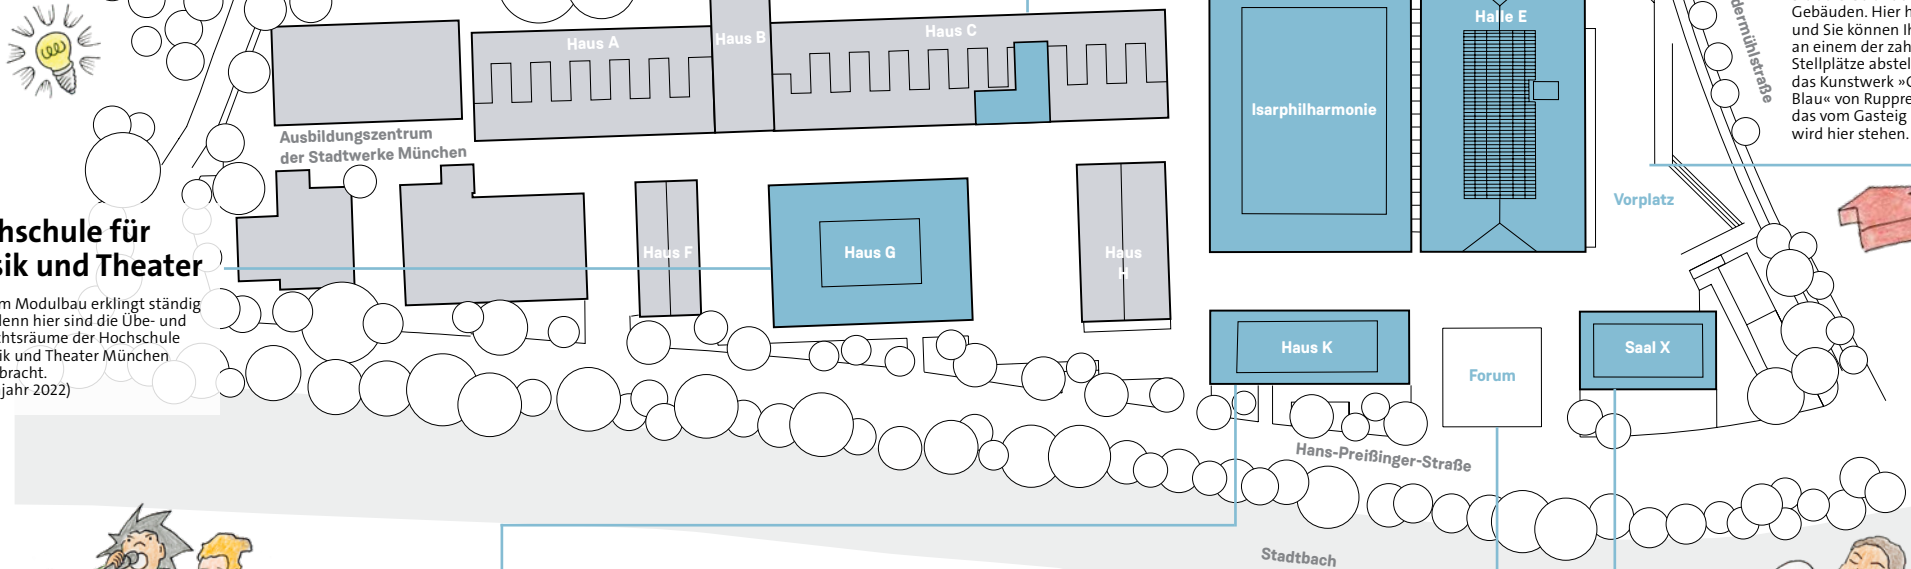 Haus A
Haus B
Haus C
Halle E
Isarphilharmonie
Ausbildungszentrum
der Stadtwerke München
Haus F
Haus G
Haus
H
Haus K
Forum
Saal X
Vorplatz
Hans-Preißinger-Straße
Stadtbach
dermühlstraße
hschule für
sik und Theater
m Modulbau erklingt ständig
denn hier sind die Übe- und
chtsräume der Hochschule
ik und Theater München
bracht.
jahr 2022)
Gebäuden. Hier h
und Sie können Ih
an einem der zah
Stellplätze abstel
das Kunstwerk »G
Blau« von Ruppre
das vom Gasteig
wird hier stehen.